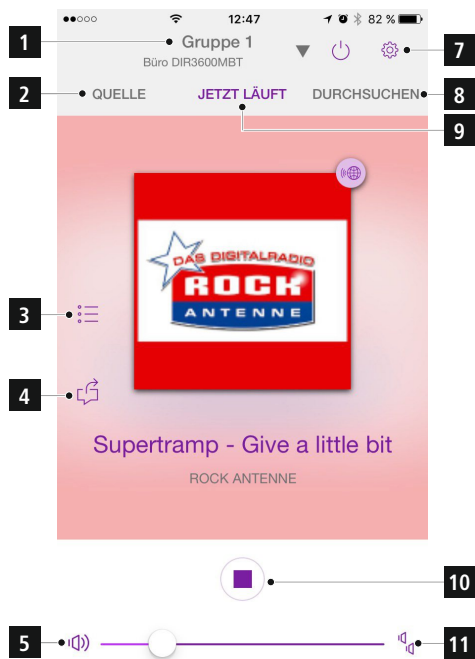 12:47
82 %
1
Gruppe 1
7
Büro DIR3600MBT
2
QUELLE
JETZT LÄUFT
DURCHSUCHEN
8
9
DAS DIGITALRADIO
ROCK
ANTENNE
3
4
Supertramp - Give a little bit
ROCK ANTENNE
10
5
11